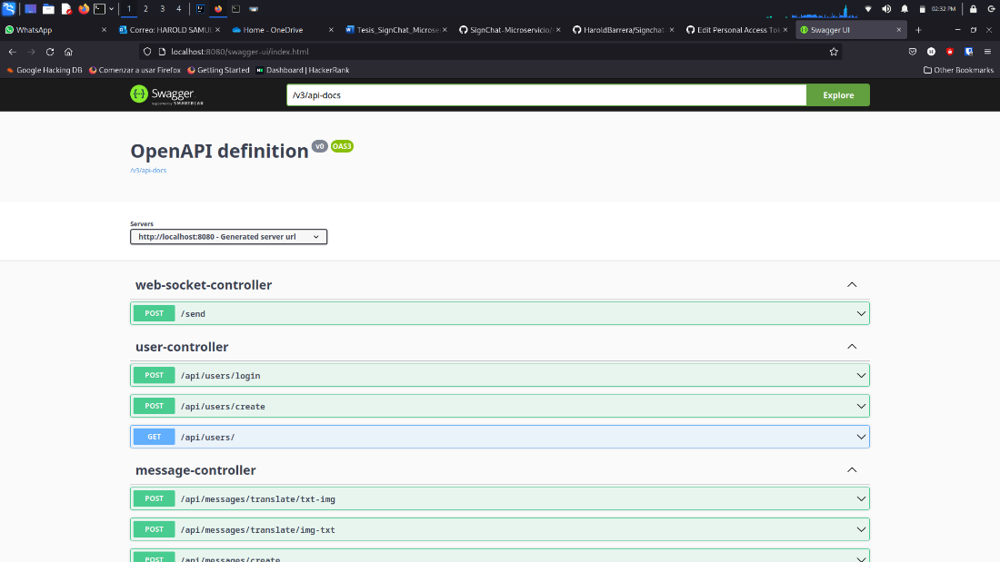 1 2 3 4 02:32 PM
WhatsApp Correo: HAROLD SAMUE Home - OneDrive Tesis_SignChat_Microse SignChat-Microservicio/ HaroldBarrera/Signchat Edit Personal Access To Swagger UI
localhost:8080/swagger-ui/index.html
Google Hacking DB Comenzar a usar Firefox Getting Started Dashboard | HackerRank Other Bookmarks
Swagger
Supported by SMARTBEAR
/v3/api-docs Explore
OpenAPI definition v0 OAS3
/v3/api-docs
Servers
http://localhost:8080 - Generated server url
web-socket-controller
POST /send
user-controller
POST /api/users/login
POST /api/users/create
GET /api/users/
message-controller
POST /api/messages/translate/txt-img
POST /api/messages/translate/img-txt
POST /api/messages/create